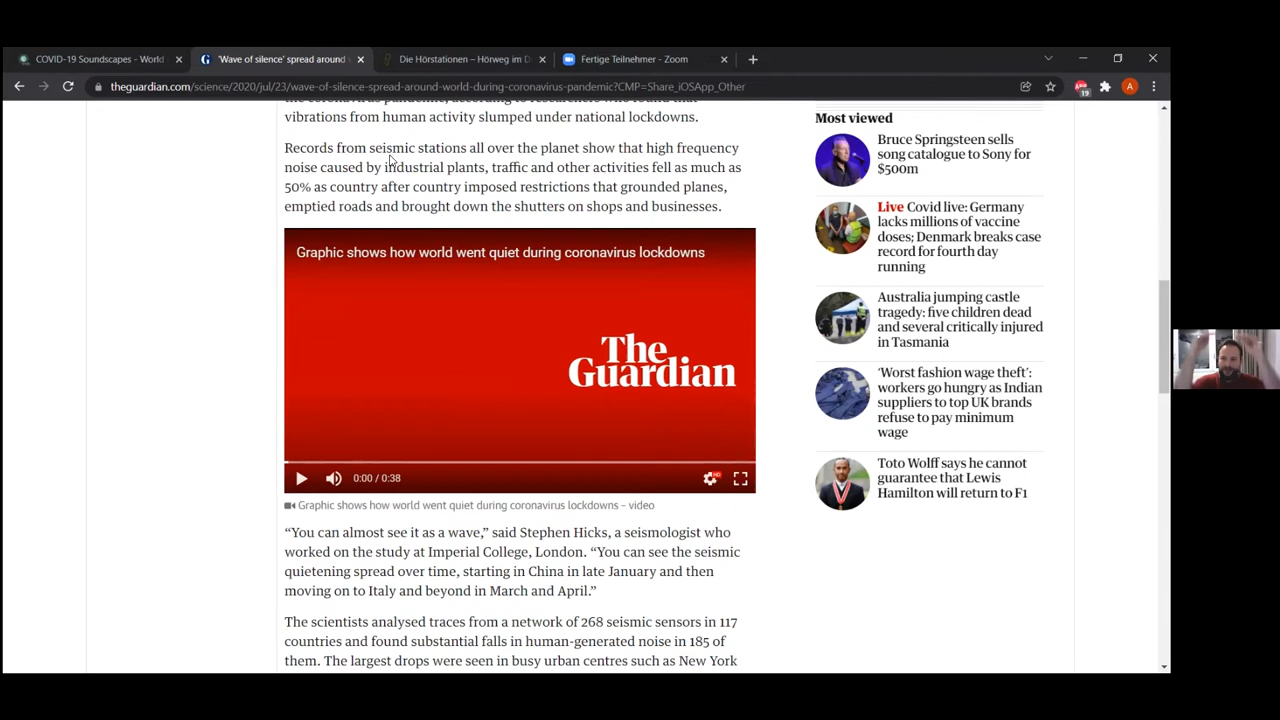 COVID-19 Soundscapes - World
'Wave of silence' spread around
Die Hörstationen – Hörweg im D
Fertige Teilnehmer - Zoom
theguardian.com/science/2020/jul/23/wave-of-silence-spread-around-world-during-coronavirus-pandemic?CMP=Share_iOSApp_Other
19
A
the coronavirus pandemic, according to researchers who found that
vibrations from human activity slumped under national lockdowns.
Records from seismic stations all over the planet show that high frequency
noise caused by industrial plants, traffic and other activities fell as much as
50% as country after country imposed restrictions that grounded planes,
emptied roads and brought down the shutters on shops and businesses.
Graphic shows how world went quiet during coronavirus lockdowns
The
Guardian
0:00 / 0:38
HD
Graphic shows how world went quiet during coronavirus lockdowns – video
“You can almost see it as a wave,” said Stephen Hicks, a seismologist who
worked on the study at Imperial College, London. “You can see the seismic
quietening spread over time, starting in China in late January and then
moving on to Italy and beyond in March and April.”
The scientists analysed traces from a network of 268 seismic sensors in 117
countries and found substantial falls in human-generated noise in 185 of
them. The largest drops were seen in busy urban centres such as New York
Most viewed
Bruce Springsteen sells
song catalogue to Sony for
$500m
Live Covid live: Germany
lacks millions of vaccine
doses; Denmark breaks case
record for fourth day
running
Australia jumping castle
tragedy: five children dead
and several critically injured
in Tasmania
‘Worst fashion wage theft’:
workers go hungry as Indian
suppliers to top UK brands
refuse to pay minimum
wage
Toto Wolff says he cannot
guarantee that Lewis
Hamilton will return to F1